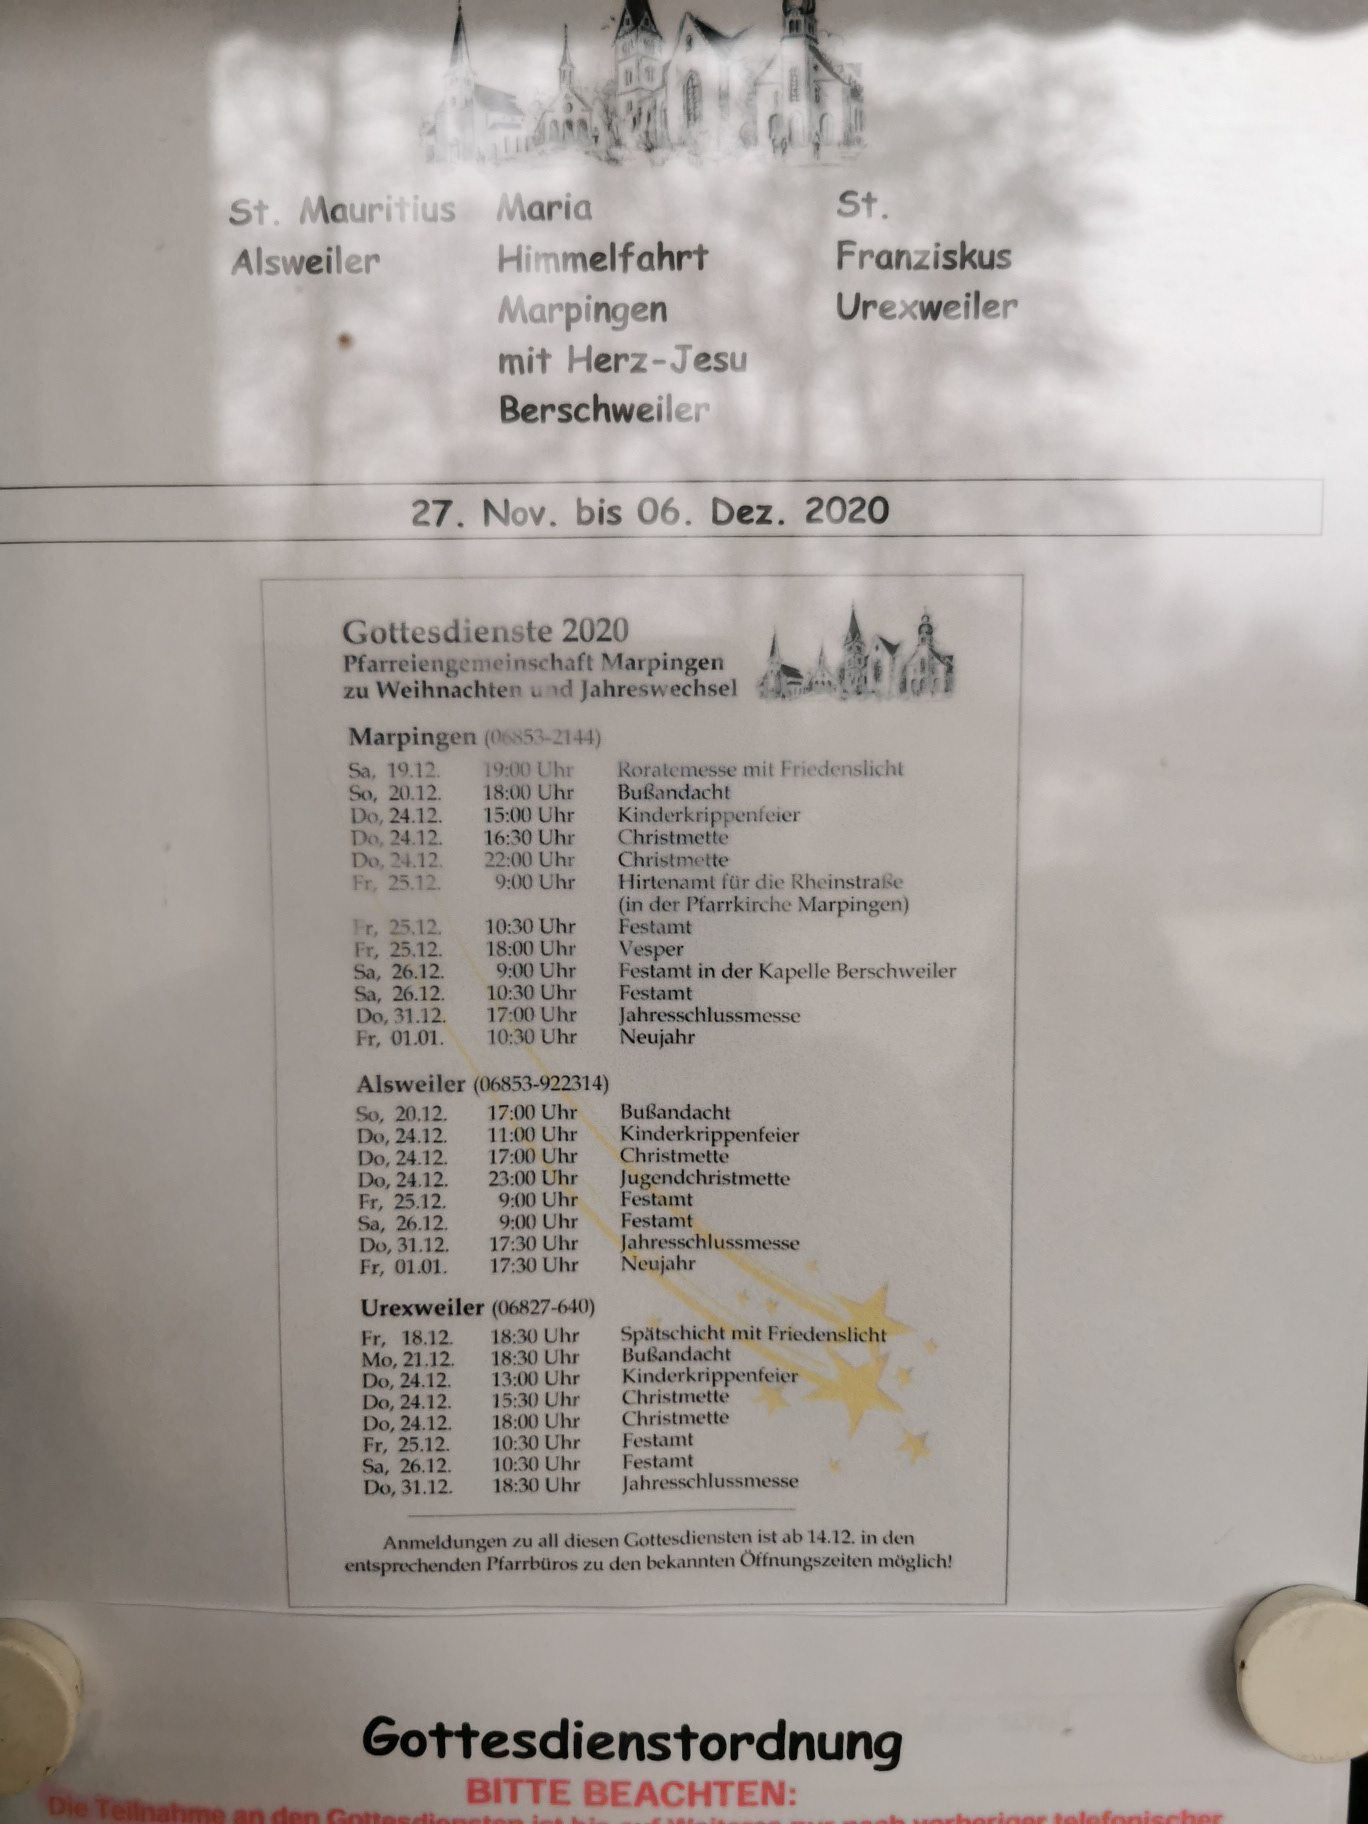 St. Mauritius Maria St.
Alsweiler Himmelfahrt Franziskus
Marpingen Urexweiler
mit Herz-Jesu
Berschweiler
27. Nov. bis 06. Dez. 2020
Gottesdienste 2020
Pfarreiengemeinschaft Marpingen
zu Weihnachten und Jahreswechsel
Marpingen (06853-2144)
Sa, 19.12. 19:00 Uhr Roratemesse mit Friedenslicht
So, 20.12. 18:00 Uhr Bußandacht
Do, 24.12. 15:00 Uhr Kinderkrippenfeier
Do, 24.12. 16:30 Uhr Christmette
Do, 24.12. 22:00 Uhr Christmette
Fr, 25.12. 9:00 Uhr Hirtenamt für die Rheinstraße
(in der Pfarrkirche Marpingen)
Fr, 25.12. 10:30 Uhr Festamt
Fr, 25.12. 18:00 Uhr Vesper
Sa, 26.12. 9:00 Uhr Festamt in der Kapelle Berschweiler
Sa, 26.12. 10:30 Uhr Festamt
Do, 31.12. 17:00 Uhr Jahresschlussmesse
Fr, 01.01. 10:30 Uhr Neujahr
Alsweiler (06853-922314)
So, 20.12. 17:00 Uhr Bußandacht
Do, 24.12. 11:00 Uhr Kinderkrippenfeier
Do, 24.12. 17:00 Uhr Christmette
Do, 24.12. 23:00 Uhr Jugendchristmette
Fr, 25.12. 9:00 Uhr Festamt
Sa, 26.12. 9:00 Uhr Festamt
Do, 31.12. 17:30 Uhr Jahresschlussmesse
Fr, 01.01. 17:30 Uhr Neujahr
Urexweiler (06827-640)
Fr, 18.12. 18:30 Uhr Spätschicht mit Friedenslicht
Mo, 21.12. 18:30 Uhr Bußandacht
Do, 24.12. 13:00 Uhr Kinderkrippenfeier
Do, 24.12. 15:30 Uhr Christmette
Do, 24.12. 18:00 Uhr Christmette
Fr, 25.12. 10:30 Uhr Festamt
Sa, 26.12. 10:30 Uhr Festamt
Do, 31.12. 18:30 Uhr Jahresschlussmesse
Anmeldungen zu all diesen Gottesdiensten ist ab 14.12. in den
entsprechenden Pfarrbüros zu den bekannten Öffnungszeiten möglich!
Gottesdienstordnung
BITTE BEACHTEN:
Die Teilnahme an den Gottesdiensten ist bis auf Weiteres nur nach vorheriger telefonischer